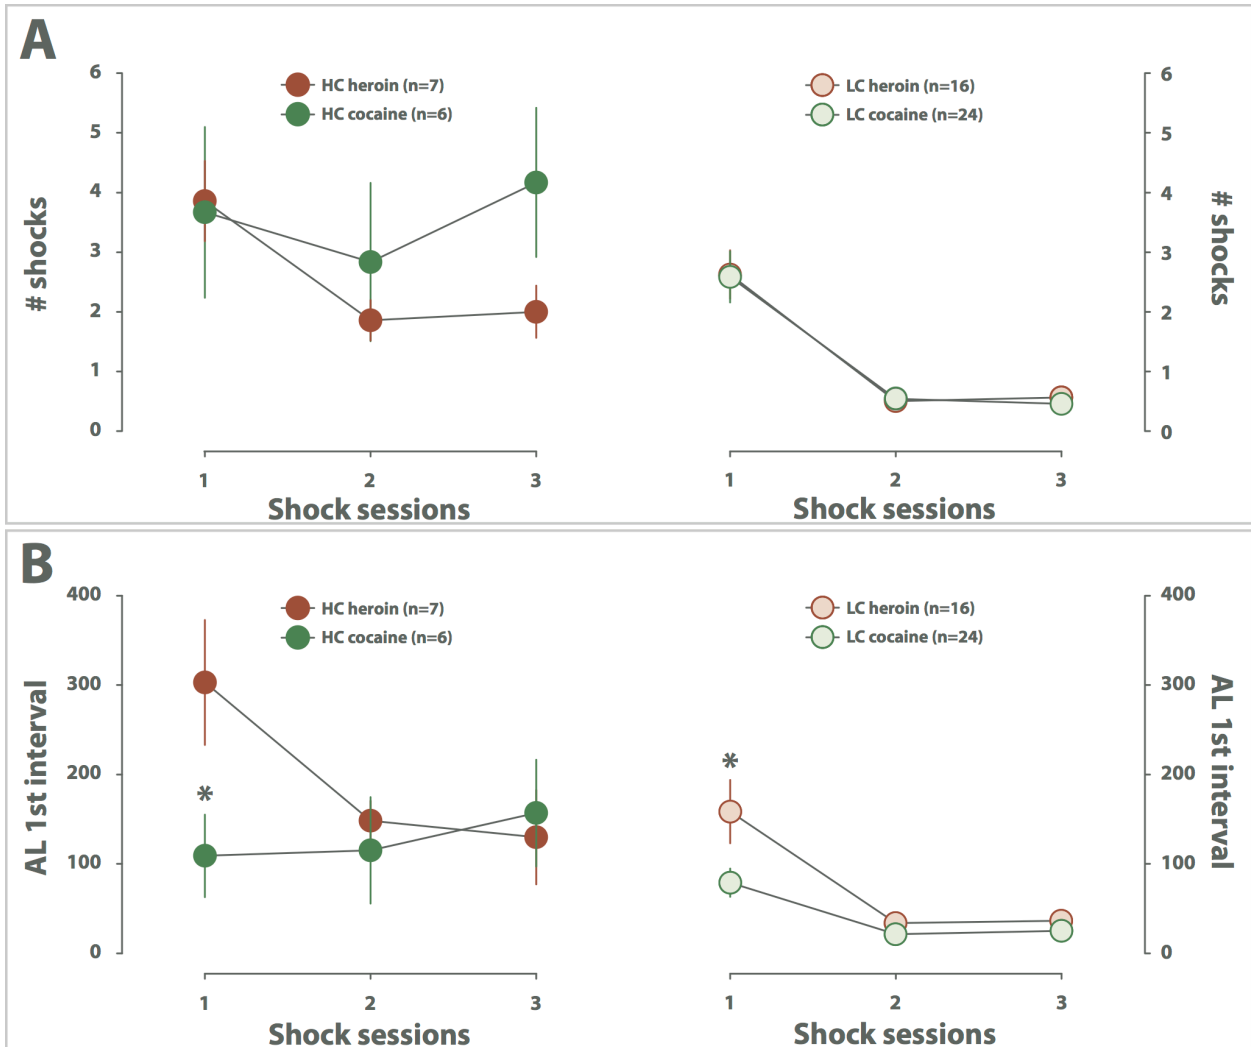 A
HC heroin (n=7)
HC cocaine (n=6)
# shocks
6
5
4
3
2
1
0
1 2 3
Shock sessions
LC heroin (n=16)
LC cocaine (n=24)
# shocks
6
5
4
3
2
1
0
1 2 3
Shock sessions
B
HC heroin (n=7)
HC cocaine (n=6)
AL 1st interval
400
300
200
100
0
*
1 2 3
Shock sessions
LC heroin (n=16)
LC cocaine (n=24)
AL 1st interval
400
300
200
100
0
*
1 2 3
Shock sessions